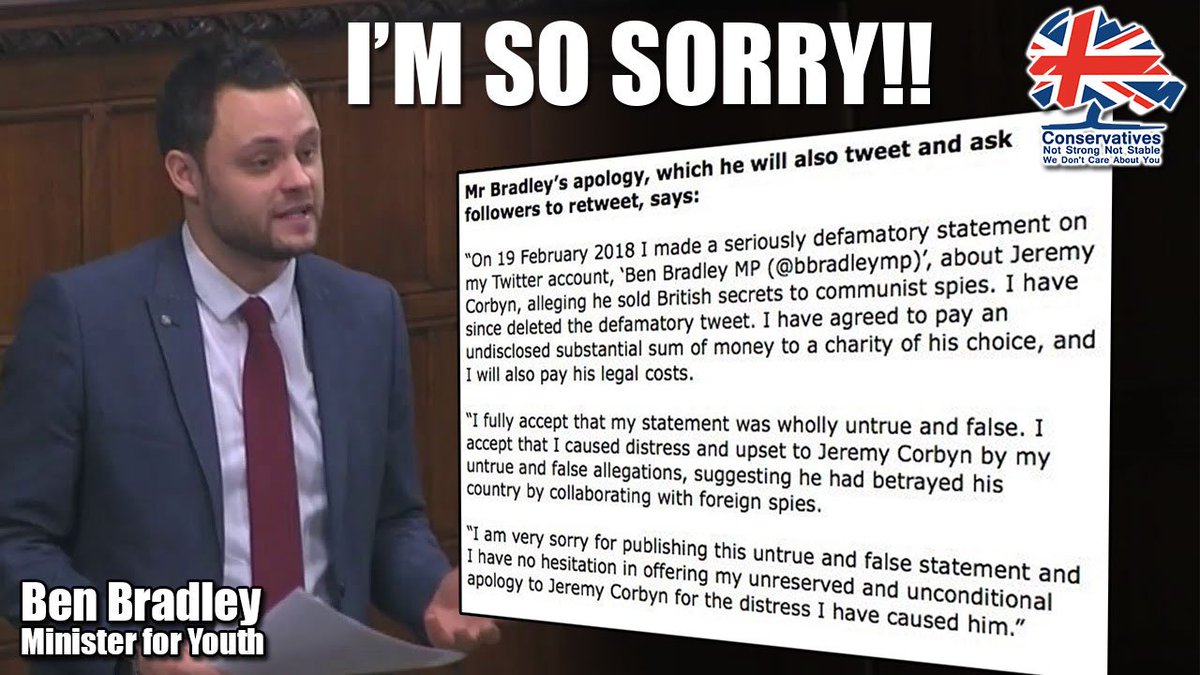 I'M SO SORRY!!
Conservatives
Not Strong Not Stable
We Don't Care About You
Mr Bradley's apology, which he will also tweet and ask
followers to retweet, says:
"On 19 February 2018 I made a seriously defamatory statement on
my Twitter account, 'Ben Bradley MP (@bbradleymp)', about Jeremy
Corbyn, alleging he sold British secrets to communist spies. I have
since deleted the defamatory tweet. I have agreed to pay an
undisclosed substantial sum of money to a charity of his choice, and
I will also pay his legal costs.
"I fully accept that my statement was wholly untrue and false. I
accept that I caused distress and upset to Jeremy Corbyn by my
untrue and false allegations, suggesting he had betrayed his
country by collaborating with foreign spies.
"I am very sorry for publishing this untrue and false statement and
I have no hesitation in offering my unreserved and unconditional
apology to Jeremy Corbyn for the distress I have caused him."
Ben Bradley
Minister for Youth